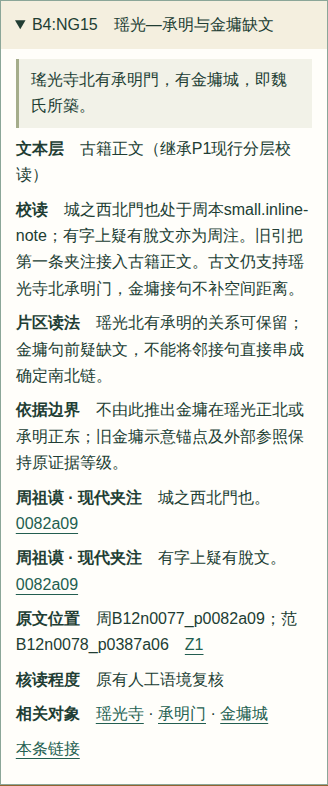 ▼ B4:NG15 瑶光—承明与金墉缺文
瑤光寺北有承明門，有金墉城，即魏
氏所築。
文本层 古籍正文（继承P1现行分层校
读）
校读 城之西北門也处于周本small.inline-
note；有字上疑有脫文亦为周注。旧引把
第一条夹注接入古籍正文。古文仍支持瑶
光寺北承明门，金墉接句不补空间距离。
片区读法 瑶光北有承明的关系可保留；
金墉句前疑缺文，不能将邻接句直接串成
确定南北链。
依据边界 不由此推出金墉在瑶光正北或
承明正东；旧金墉示意锚点及外部参照保
持原证据等级。
周祖谟 · 现代夹注 城之西北門也。
0082a09
周祖谟 · 现代夹注 有字上疑有脫文。
0082a09
原文位置 周B12n0077_p0082a09；范
B12n0078_p0387a06 Z1
核读程度 原有人工语境复核
相关对象 瑶光寺 · 承明门 · 金墉城
本条链接